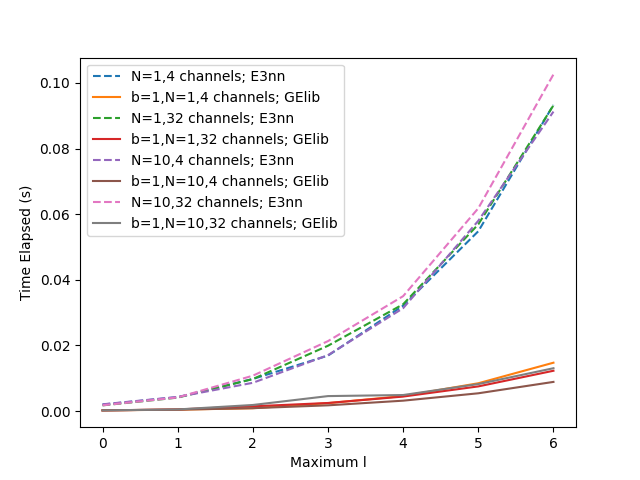 0.10
0.08
0.06
0.04
0.02
0.00
Time Elapsed (s)
N=1,4 channels; E3nn
b=1,N=1,4 channels; GElib
N=1,32 channels; E3nn
b=1,N=1,32 channels; GElib
N=10,4 channels; E3nn
b=1,N=10,4 channels; GElib
N=10,32 channels; E3nn
b=1,N=10,32 channels; GElib
0 1 2 3 4 5 6
Maximum l